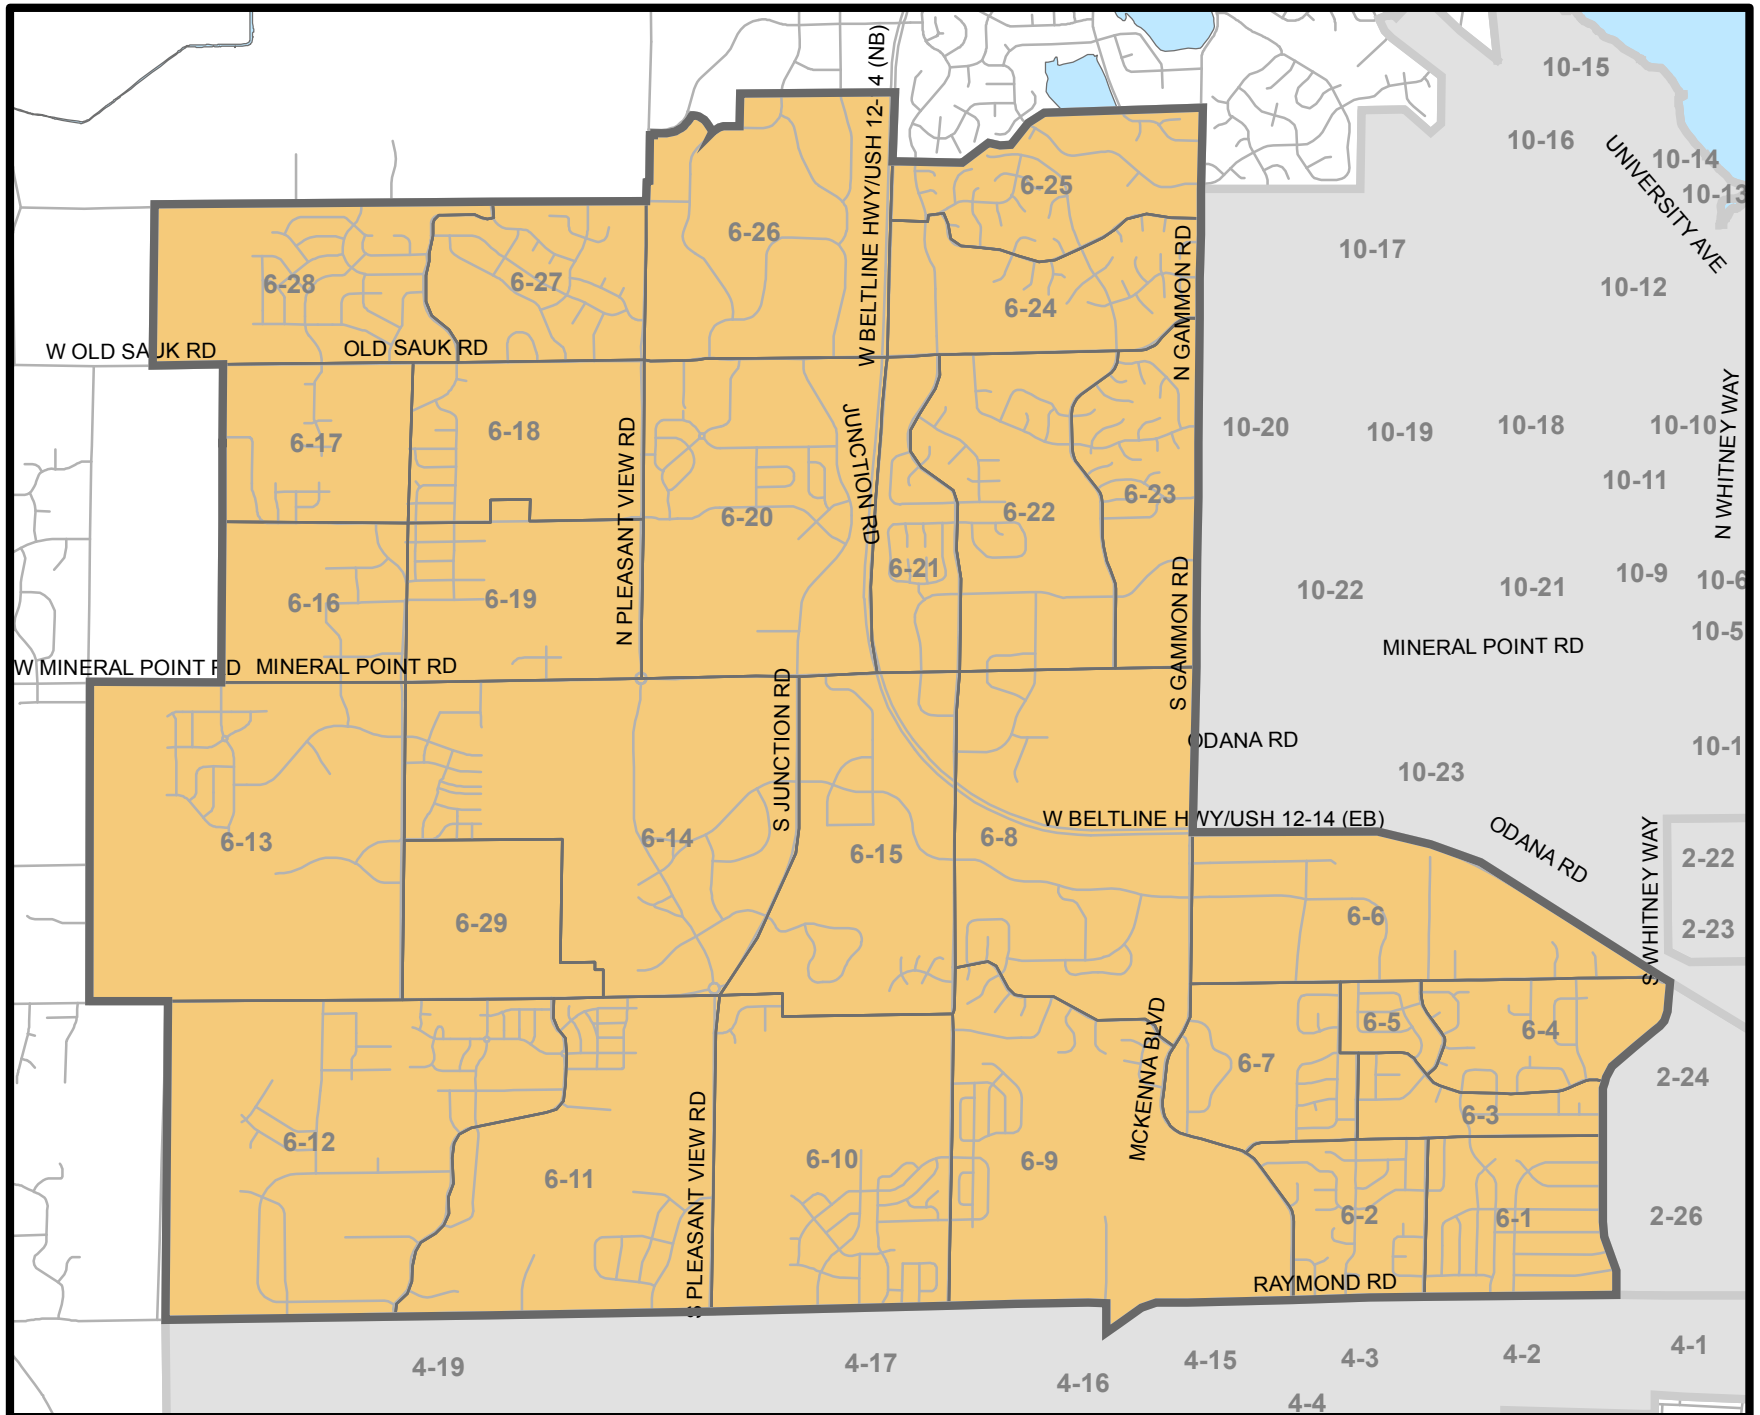 10-15
4 (NB)
10-16
UNIVERSITY AVE
10-14
6-25
10-13
6-26
W BELTLINE HWY/USH 12-
10-17
6-28
6-27
N GAMMON RD
10-12
6-24
W OLD SAUK RD
OLD SAUK RD
N WHITNEY WAY
JUNCTION RD
6-17
6-18
N PLEASANT VIEW RD
10-20
10-19
10-18
10-10
10-11
6-20
6-22
6-23
6-21
10-9
10-6
6-16
6-19
S GAMMON RD
10-22
10-21
10-5
MINERAL POINT RD
W MINERAL POINT RD
MINERAL POINT RD
S JUNCTION RD
ODANA RD
10-1
10-23
W BELTLINE HWY/USH 12-14 (EB)
6-13
6-14
6-15
6-8
ODANA RD
S WHITNEY WAY
2-22
6-29
6-6
2-23
6-5
6-4
6-7
MCKENNA BLVD
2-24
6-3
6-12
S PLEASANT VIEW RD
6-11
6-10
6-9
6-2
6-1
2-26
RAYMOND RD
4-19
4-17
4-16
4-15
4-3
4-2
4-1
4-4